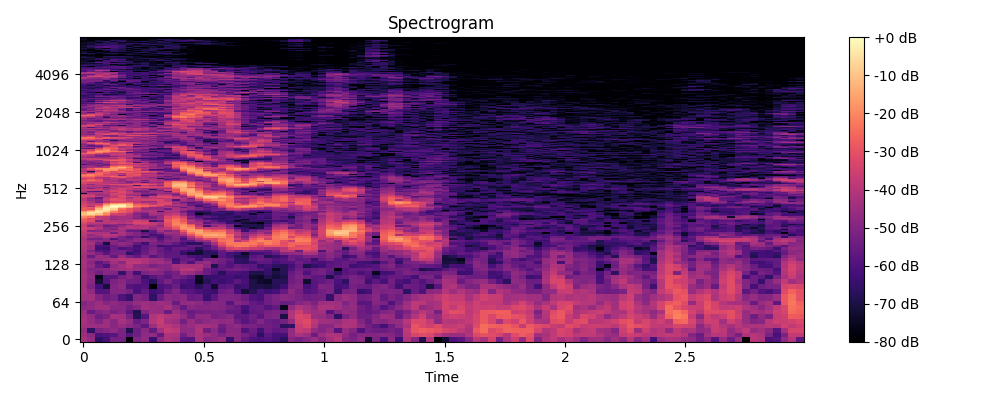 Spectrogram
Hz
4096
2048
1024
512
256
128
64
0
0
0.5
1
1.5
2
2.5
Time
+0 dB
-10 dB
-20 dB
-30 dB
-40 dB
-50 dB
-60 dB
-70 dB
-80 dB